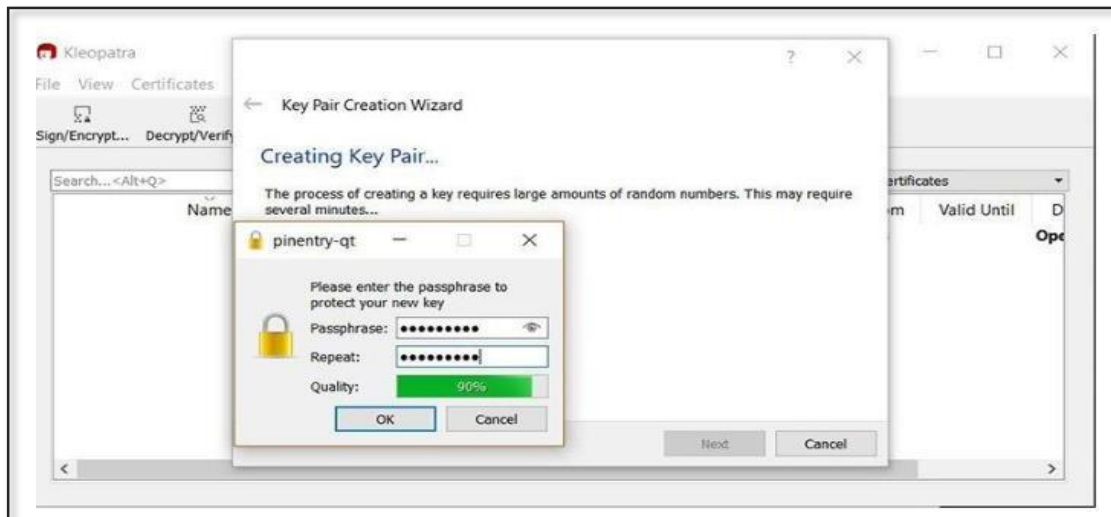 Kleopatra
File View Certificates
Sign/Encrypt... Decrypt/Verify
Search...<Alt+Q>
Name
? ×
Key Pair Creation Wizard
Creating Key Pair...
The process of creating a key requires large amounts of random numbers. This may require
several minutes...
Valid Until
pinentry-qt
Please enter the passphrase to
protect your new key
Passphrase: •••••••••
Repeat: •••••••••
Quality: 90%
OK Cancel
Next Cancel